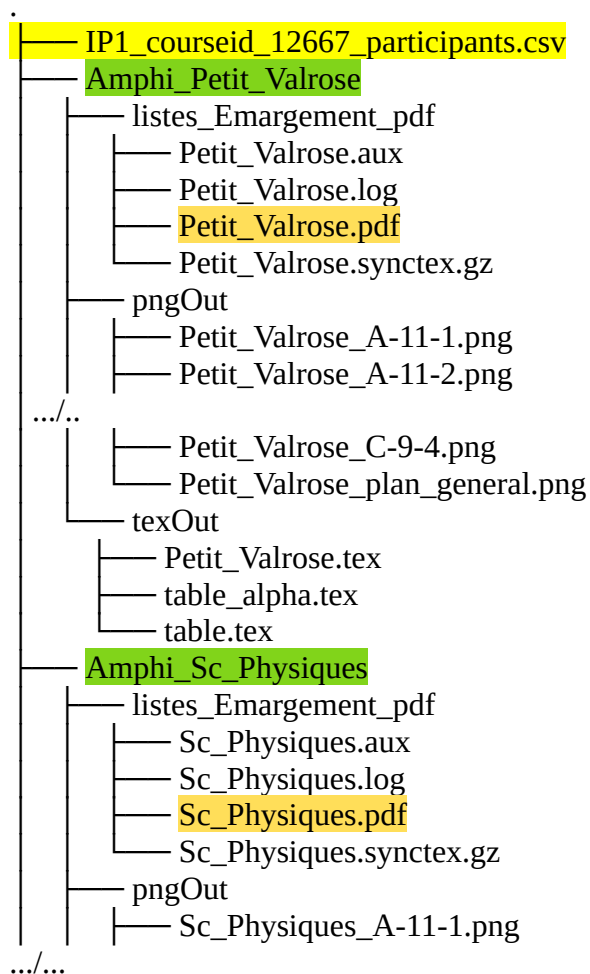 .
├── IP1_courseid_12667_participants.csv
├── Amphi_Petit_Valrose
│   ├── listes_Emargement_pdf
│   │   ├── Petit_Valrose.aux
│   │   ├── Petit_Valrose.log
│   │   ├── Petit_Valrose.pdf
│   │   └── Petit_Valrose.synctex.gz
│   ├── pngOut
│   │   ├── Petit_Valrose_A-11-1.png
│   │   ├── Petit_Valrose_A-11-2.png
.../..
│   │   ├── Petit_Valrose_C-9-4.png
│   │   └── Petit_Valrose_plan_general.png
│   └── texOut
│       ├── Petit_Valrose.tex
│       ├── table_alpha.tex
│       └── table.tex
├── Amphi_Sc_Physiques
│   ├── listes_Emargement_pdf
│   │   ├── Sc_Physiques.aux
│   │   ├── Sc_Physiques.log
│   │   ├── Sc_Physiques.pdf
│   │   └── Sc_Physiques.synctex.gz
│   ├── pngOut
│   │   ├── Sc_Physiques_A-11-1.png
.../...